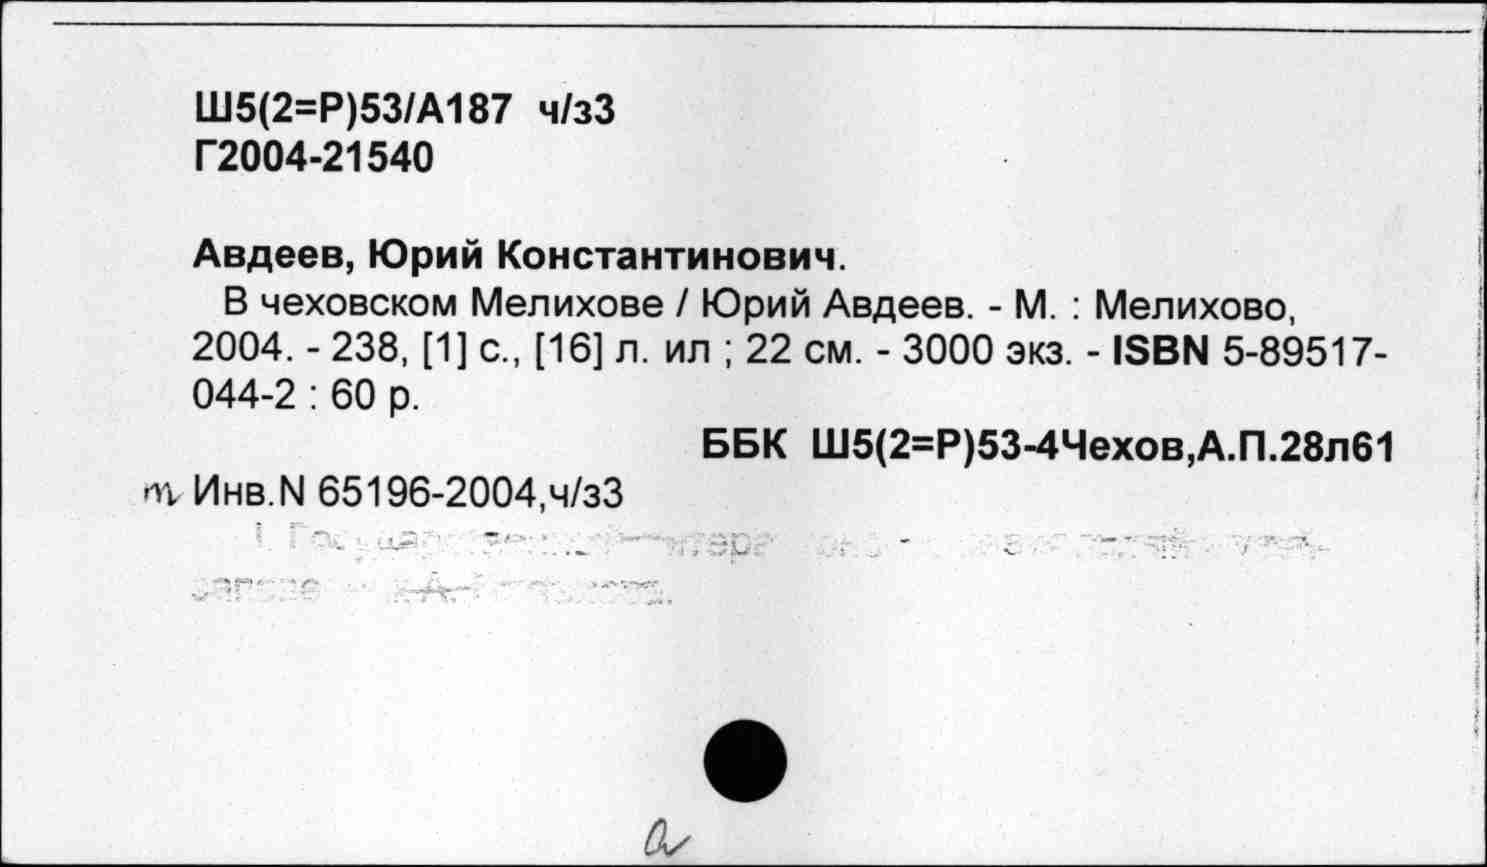 Ш5(2=Р)53/А187 ч/з3
Г2004-21540
Авдеев, Юрий Константинович.
В чеховском Мелихове / Юрий Авдеев. - М. : Мелихово,
2004. - 238, [1] с., [16] л. ил ; 22 см. - 3000 экз. - ISBN 5-89517-
044-2 : 60 р.
ББК Ш5(2=Р)53-4Чехов,А.П.28л61
Инв.N 65196-2004,ч/з3